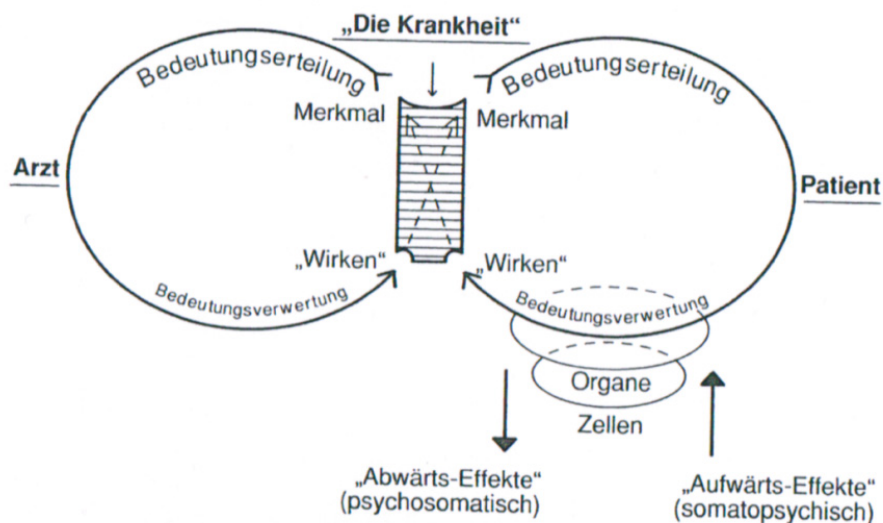 „Die Krankheit“
Bedeutungserteilung
Bedeutungserteilung
Merkmal
Merkmal
Arzt
Patient
„Wirken“
„Wirken“
Bedeutungsverwertung
Bedeutungsverwertung
Organe
Zellen
„Abwärts-Effekte“
(psychosomatisch)
„Aufwärts-Effekte“
(somatopsychisch)